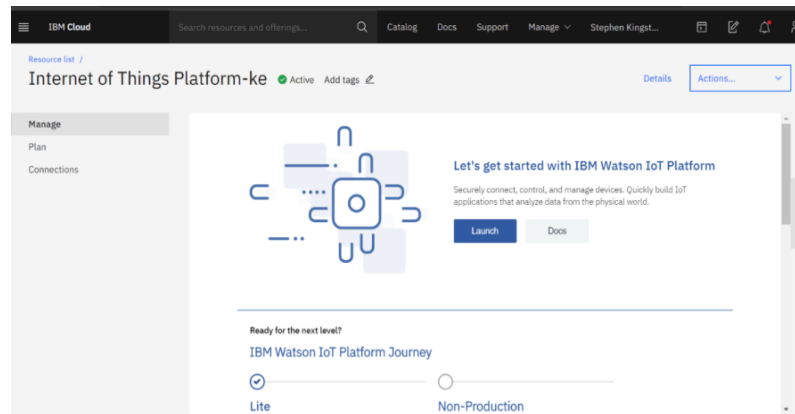 IBM Cloud
Search resources and offerings...
Catalog
Docs
Support
Manage
Stephen Kingst...
Resource list /
Internet of Things Platform-ke
Active
Add tags
Details
Actions...
Manage
Plan
Connections
Let's get started with IBM Watson IoT Platform
Securely connect, control, and manage devices. Quickly build IoT
applications that analyze data from the physical world.
Launch
Docs
Ready for the next level?
IBM Watson IoT Platform Journey
Lite
Non-Production